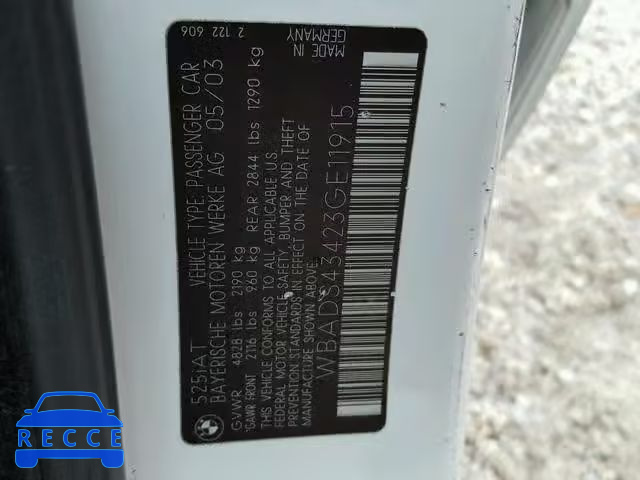 525iAT VEHICLE TYPE: PASSENGER CAR 2 122 606
BAYERISCHE MOTOREN WERKE AG 05/03
GVWR 4828 lbs 2190 kg
GAWR FRONT 2116 lbs 960 kg REAR 2844 lbs 1290 kg
THIS VEHICLE CONFORMS TO ALL APPLICABLE U.S.
FEDERAL MOTOR VEHICLE SAFETY, BUMPER AND THEFT
PREVENTION STANDARDS IN EFFECT ON THE DATE OF
MANUFACTURE SHOWN ABOVE.
MADE IN
GERMANY
WBADS43423GE11915
RECCE